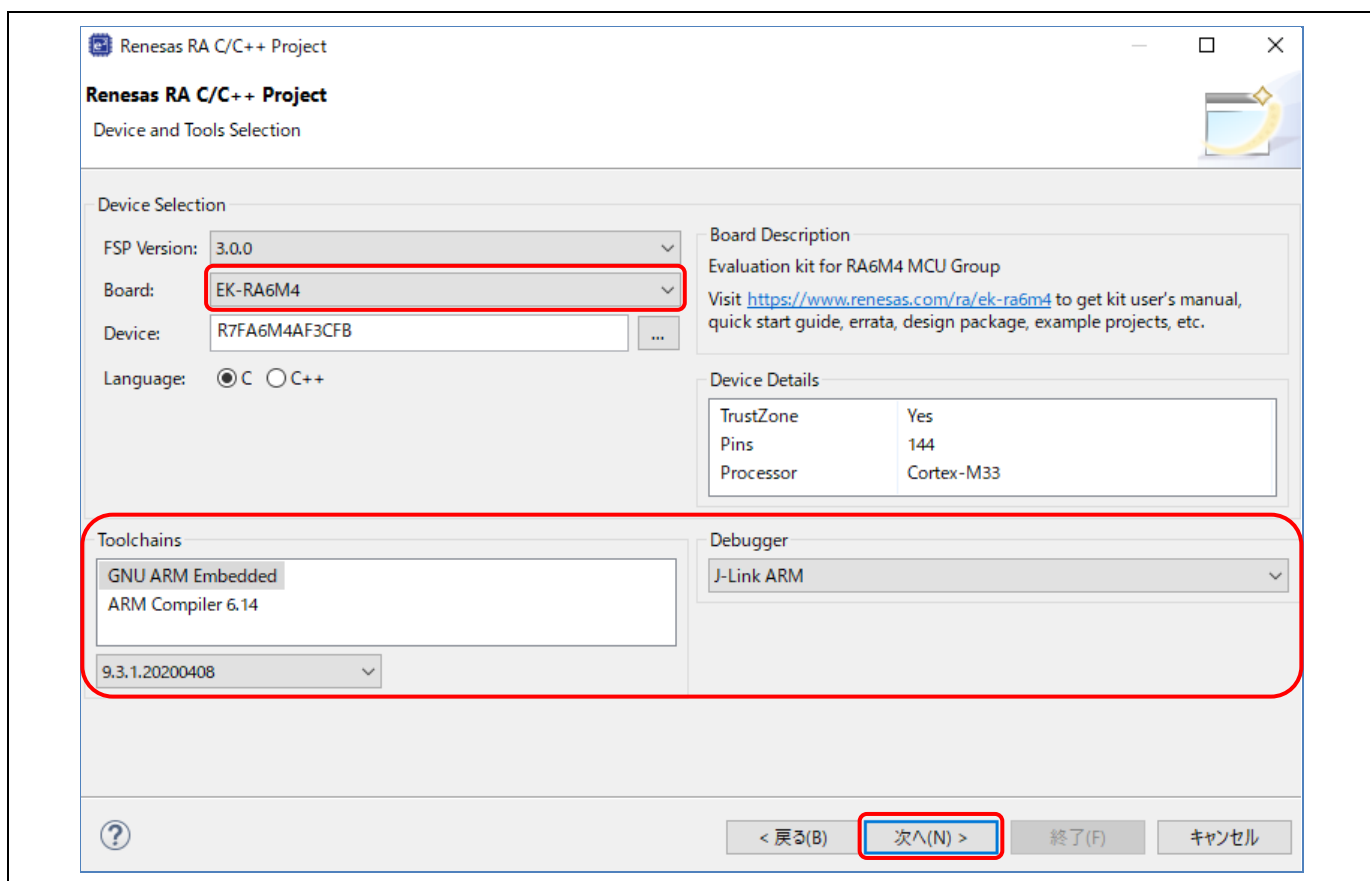 Renesas RA C/C++ Project
Renesas RA C/C++ Project
Device and Tools Selection
Device Selection
FSP Version: 3.0.0
Board: EK-RA6M4
Device: R7FA6M4AF3CFB ...
Language: C C++
Board Description
Evaluation kit for RA6M4 MCU Group
Visit https://www.renesas.com/ra/ek-ra6m4 to get kit user's manual,
quick start guide, errata, design package, example projects, etc.
Device Details
TrustZone Yes
Pins 144
Processor Cortex-M33
Toolchains
GNU ARM Embedded
ARM Compiler 6.14
9.3.1.20200408
Debugger
J-Link ARM
? < 戻る(B) 次へ(N) > 終了(F) キャンセル